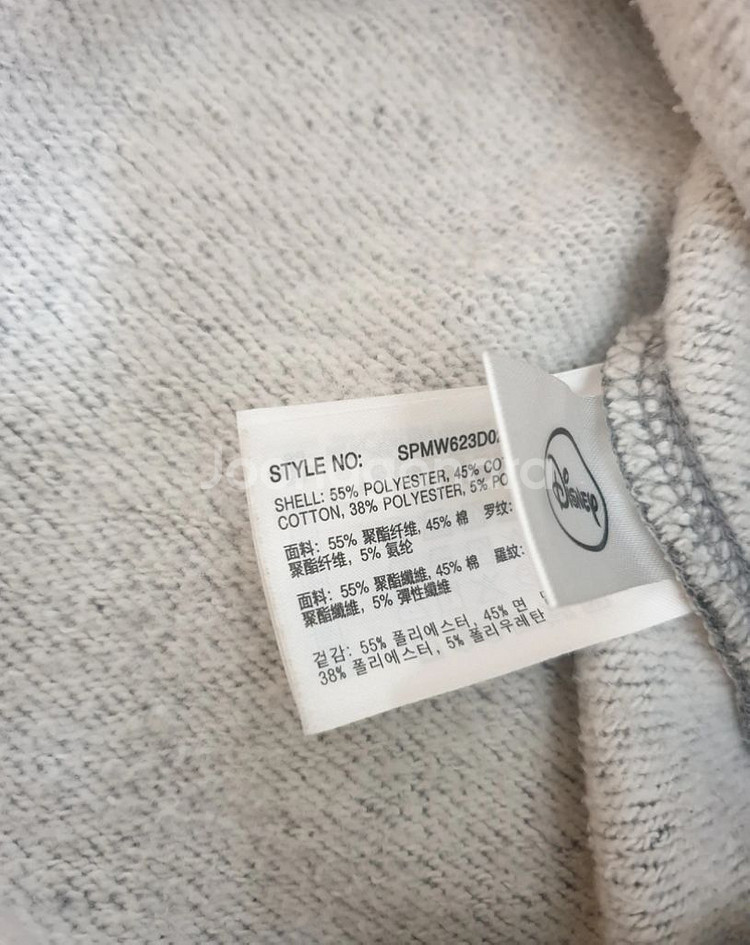 STYLE NO: SPMW623D0
SHELL: 55% POLYESTER, 45% CO
COTTON, 38% POLYESTER, 5% PO
面料: 55% 聚酯纤维, 45% 棉 罗纹:
聚酯纤维, 5% 氨纶
面料: 55% 聚酯纖維, 45% 棉 羅紋:
聚酯纖維, 5% 彈性纖維
겉감: 55% 폴리에스터, 45% 면
38% 폴리에스터, 5% 폴리우레탄
DISNEY